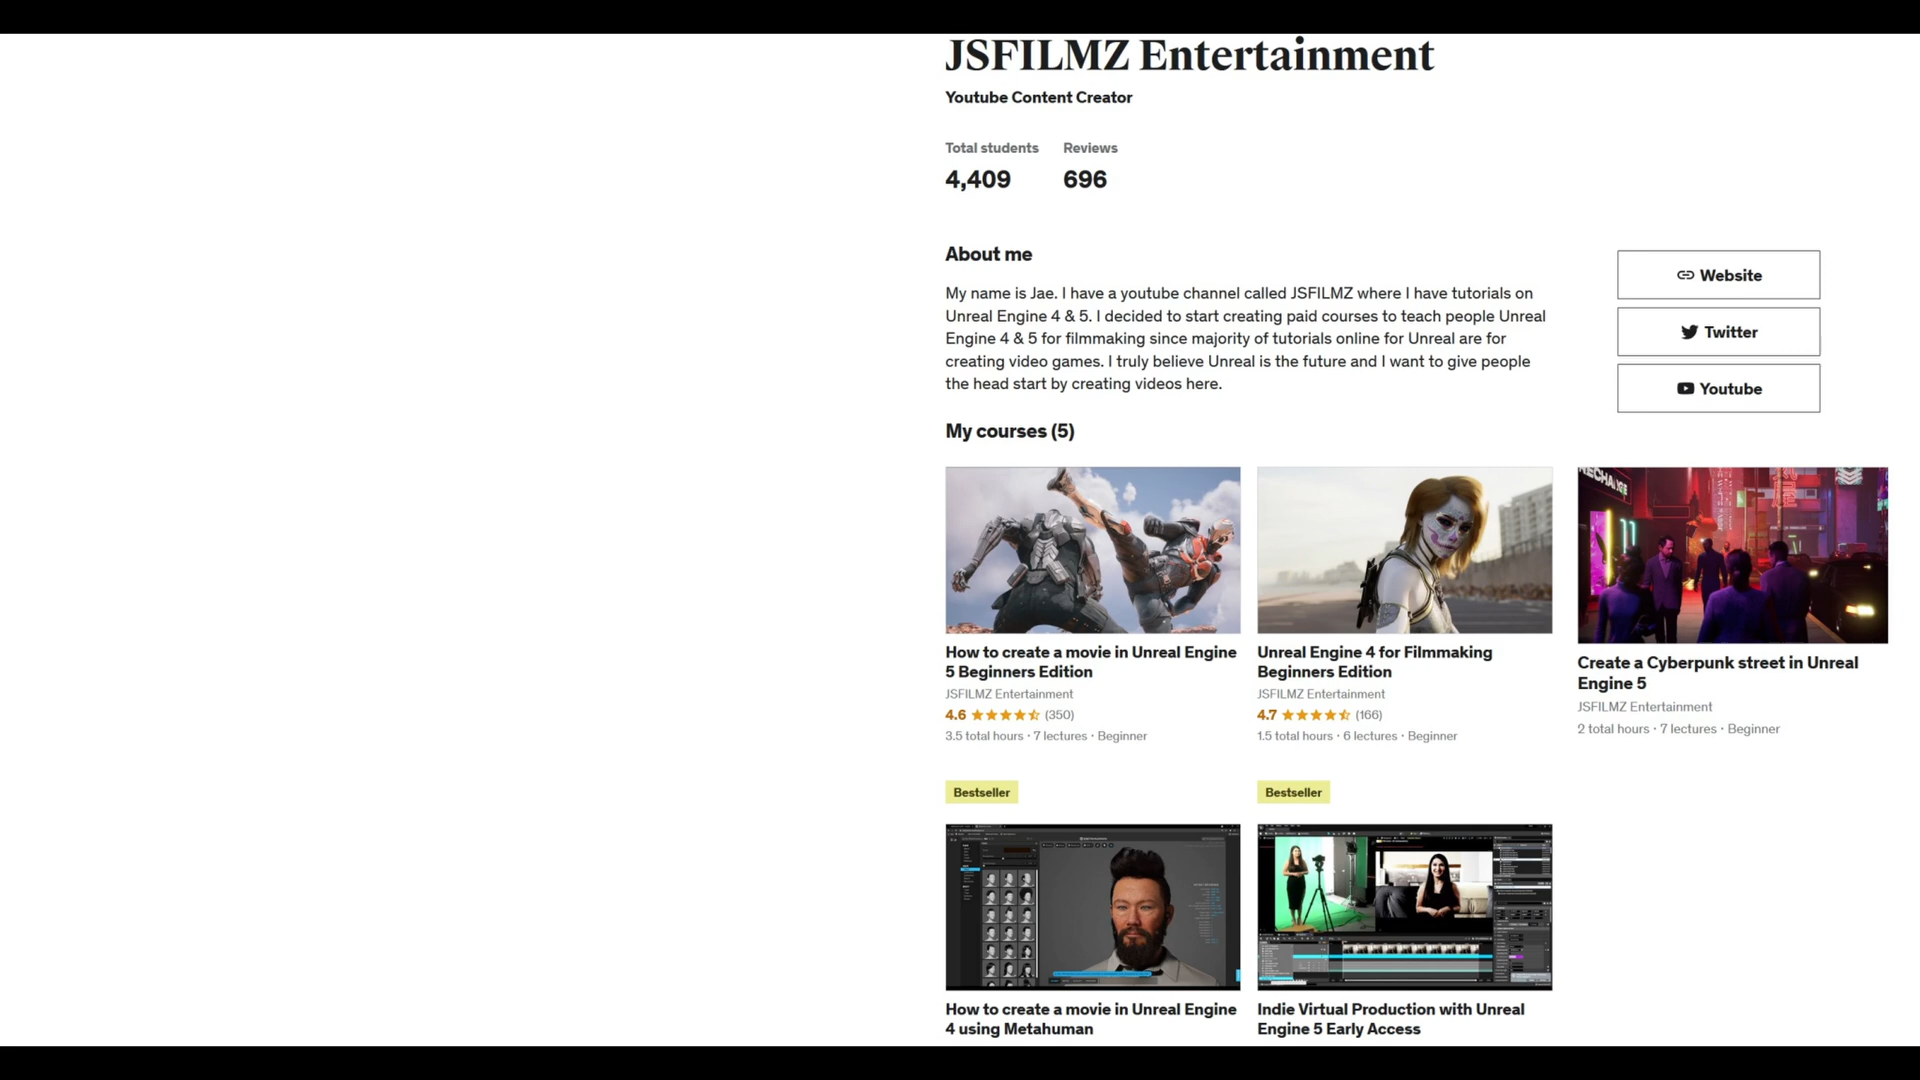 JSFILMZ Entertainment
Youtube Content Creator
Total students
Reviews
4,409
696
About me
My name is Jae. I have a youtube channel called JSFILMZ where I have tutorials on
Unreal Engine 4 & 5. I decided to start creating paid courses to teach people Unreal
Engine 4 & 5 for filmmaking since majority of tutorials online for Unreal are for
creating video games. I truly believe Unreal is the future and I want to give people
the head start by creating videos here.
Website
Twitter
Youtube
My courses (5)
How to create a movie in Unreal Engine
5 Beginners Edition
JSFILMZ Entertainment
4.6 (350)
3.5 total hours · 7 lectures · Beginner
Bestseller
Unreal Engine 4 for Filmmaking
Beginners Edition
JSFILMZ Entertainment
4.7 (166)
1.5 total hours · 6 lectures · Beginner
Bestseller
Create a Cyberpunk street in Unreal
Engine 5
JSFILMZ Entertainment
2 total hours · 7 lectures · Beginner
How to create a movie in Unreal Engine
4 using Metahuman
Indie Virtual Production with Unreal
Engine 5 Early Access